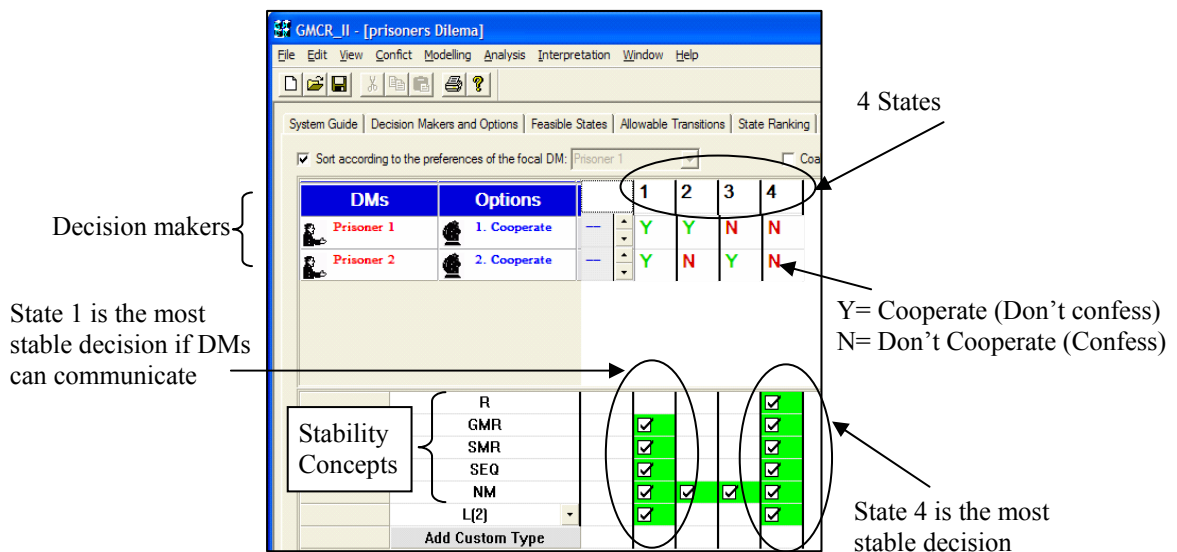 GMCR_II - [prisoners Dilema]
File Edit View Confict Modelling Analysis Interpretation Window Help
4 States
System Guide Decision Makers and Options Feasible States Allowable Transitions State Ranking
Sort according to the preferences of the focal DM: Prisoner 1 Coa
DMs Options 1 2 3 4
Decision makers
Prisoner 1 1. Cooperate -- Y Y N N
Prisoner 2 2. Cooperate -- Y N Y N
State 1 is the most
stable decision if DMs
can communicate
Y= Cooperate (Don’t confess)
N= Don’t Cooperate (Confess)
Stability
Concepts
R
GMR
SMR
SEQ
NM
L(2)
Add Custom Type
State 4 is the most
stable decision